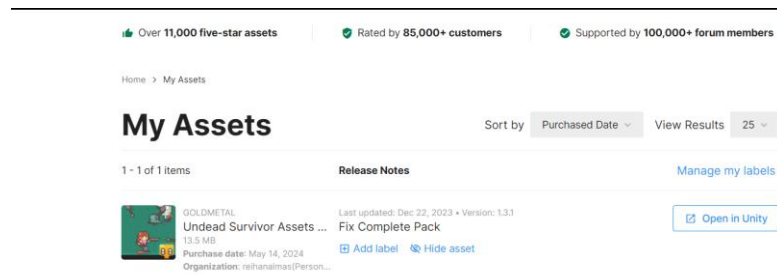 Over 11,000 five-star assets
Rated by 85,000+ customers
Supported by 100,000+ forum members
Home > My Assets
My Assets
Sort by Purchased Date View Results 25
1 - 1 of 1 items Release Notes Manage my labels
GOLDMETAL
Undead Survivor Assets ...
13.5 MB
Purchase date: May 14, 2024
Organization: reihanaimas(Person...
Last updated: Dec 22, 2023 • Version: 1.3.1
Fix Complete Pack
Add label Hide asset
Open in Unity